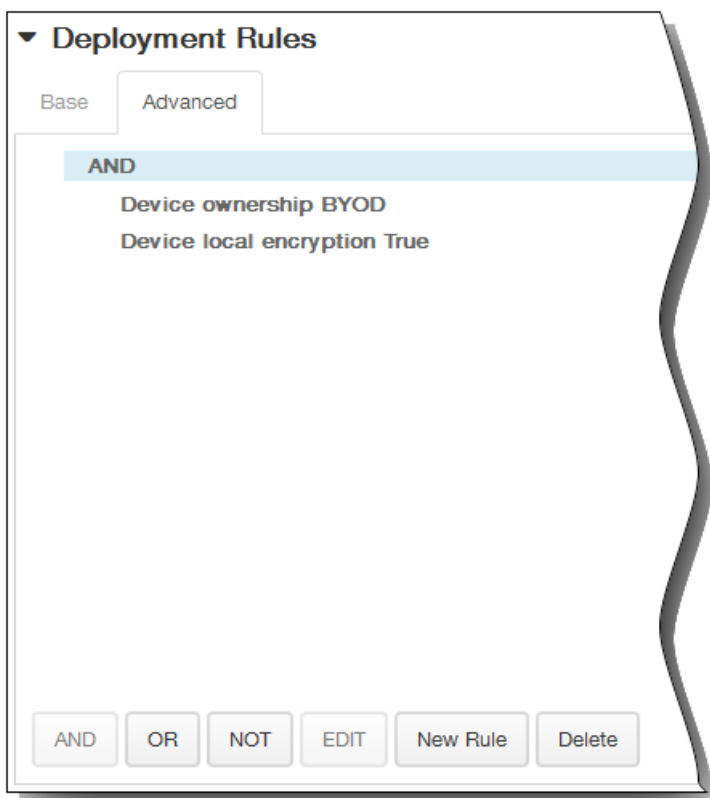 Deployment Rules
Base Advanced
AND
Device ownership BYOD
Device local encryption True
AND OR NOT EDIT New Rule Delete